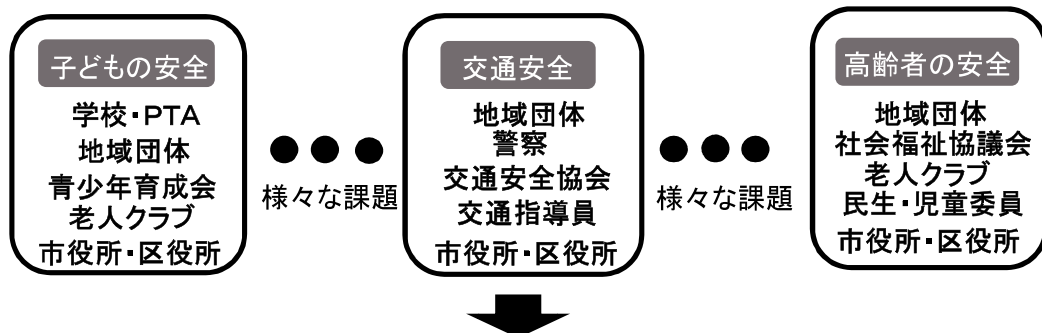 子どもの安全
学校・PTA
地域団体
青少年育成会
老人クラブ
市役所・区役所
様々な課題
交通安全
地域団体
警察
交通安全協会
交通指導員
市役所・区役所
様々な課題
高齢者の安全
地域団体
社会福祉協議会
老人クラブ
民生・児童委員
市役所・区役所